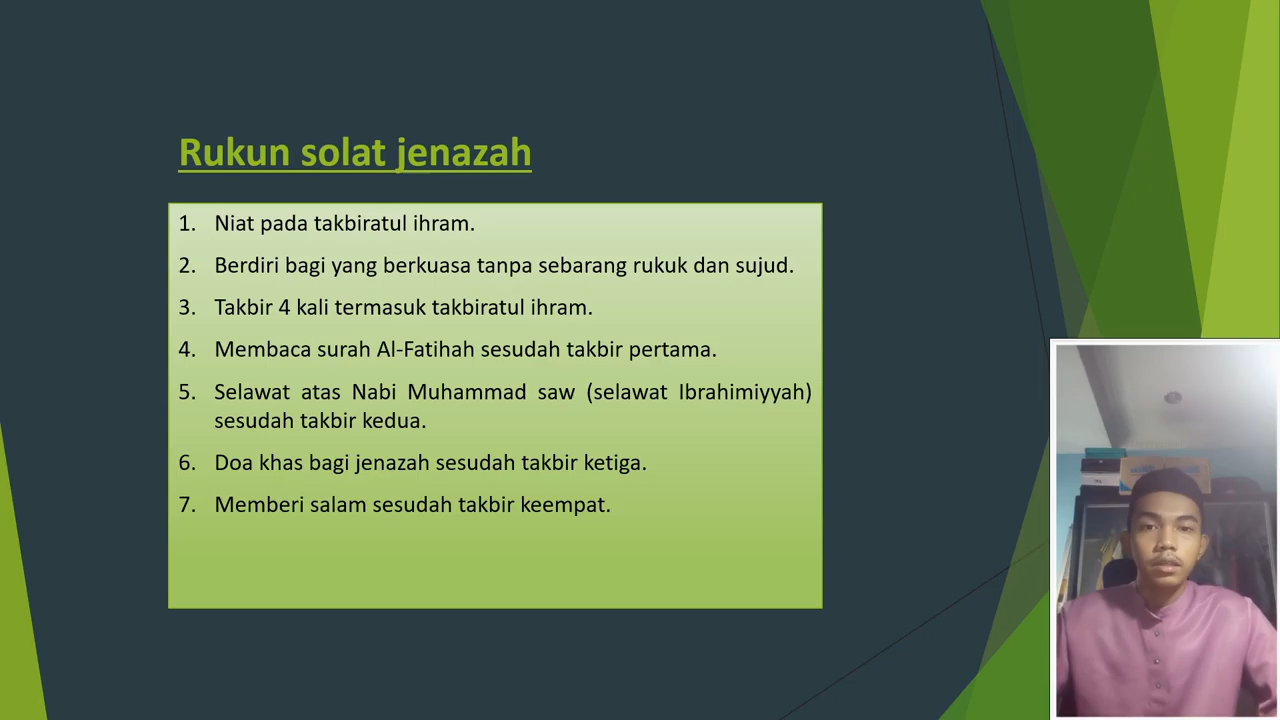 Rukun solat jenazah
1. Niat pada takbiratul ihram.
2. Berdiri bagi yang berkuasa tanpa sebarang rukuk dan sujud.
3. Takbir 4 kali termasuk takbiratul ihram.
4. Membaca surah Al-Fatihah sesudah takbir pertama.
5. Selawat atas Nabi Muhammad saw (selawat Ibrahimiyyah)
sesudah takbir kedua.
6. Doa khas bagi jenazah sesudah takbir ketiga.
7. Memberi salam sesudah takbir keempat.